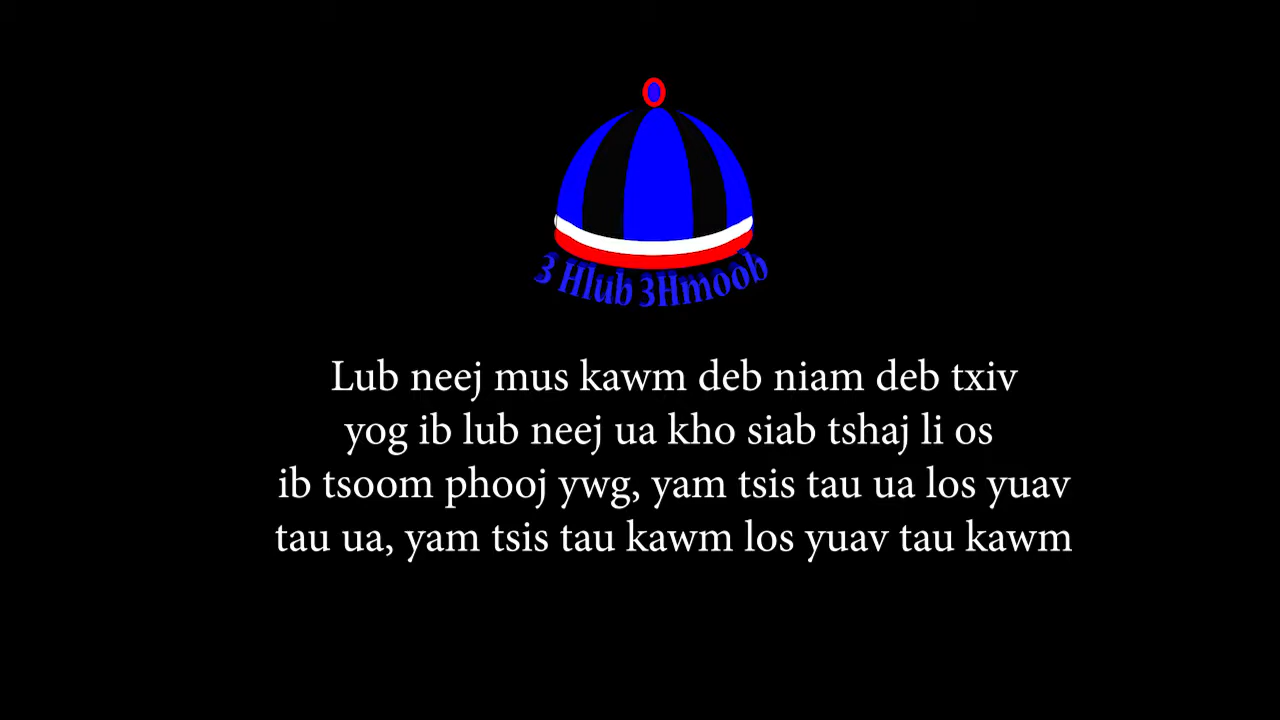 3 Hlub 3Hmoob
Lub neej mus kawm deb niam deb txiv
yog ib lub neej ua kho siab tshaj li os
ib tsoom phooj ywg, yam tsis tau ua los yuav
tau ua, yam tsis tau kawm los yuav tau kawm